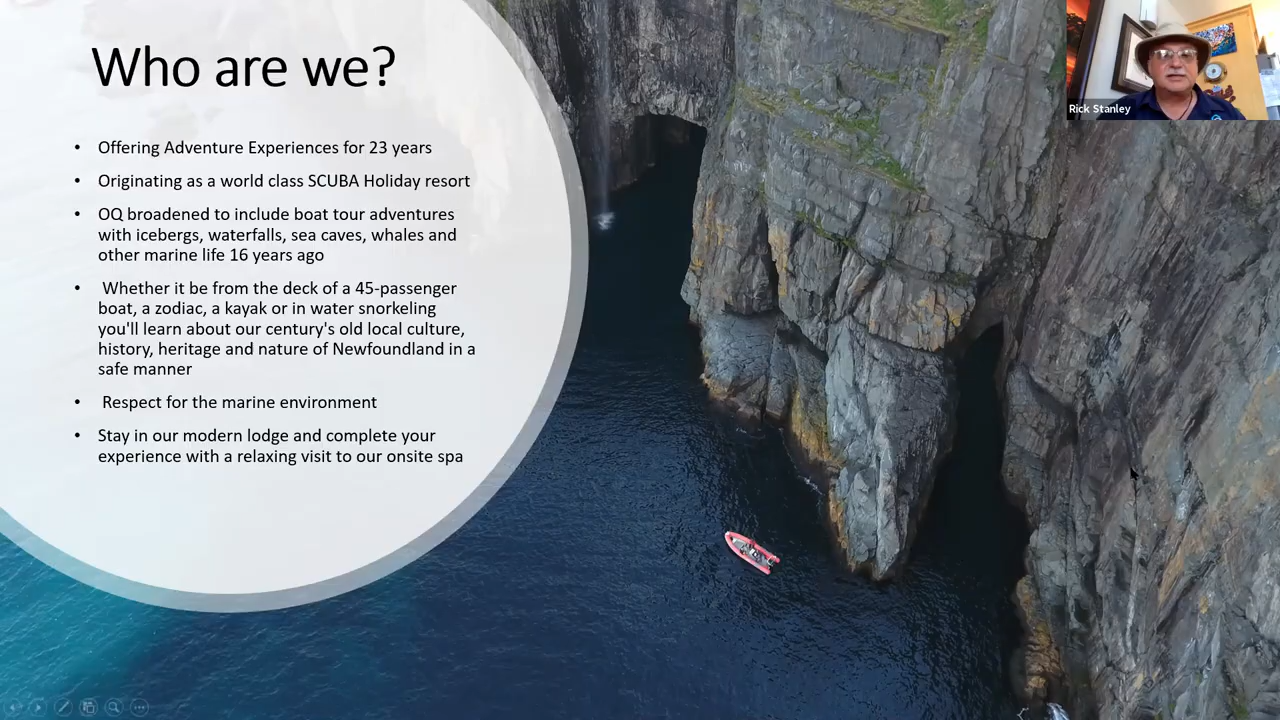 Who are we?
Rick Stanley
• Offering Adventure Experiences for 23 years
• Originating as a world class SCUBA Holiday resort
• OQ broadened to include boat tour adventures
with icebergs, waterfalls, sea caves, whales and
other marine life 16 years ago
• Whether it be from the deck of a 45-passenger
boat, a zodiac, a kayak or in water snorkeling
you'll learn about our century's old local culture,
history, heritage and nature of Newfoundland in a
safe manner
• Respect for the marine environment
• Stay in our modern lodge and complete your
experience with a relaxing visit to our onsite spa